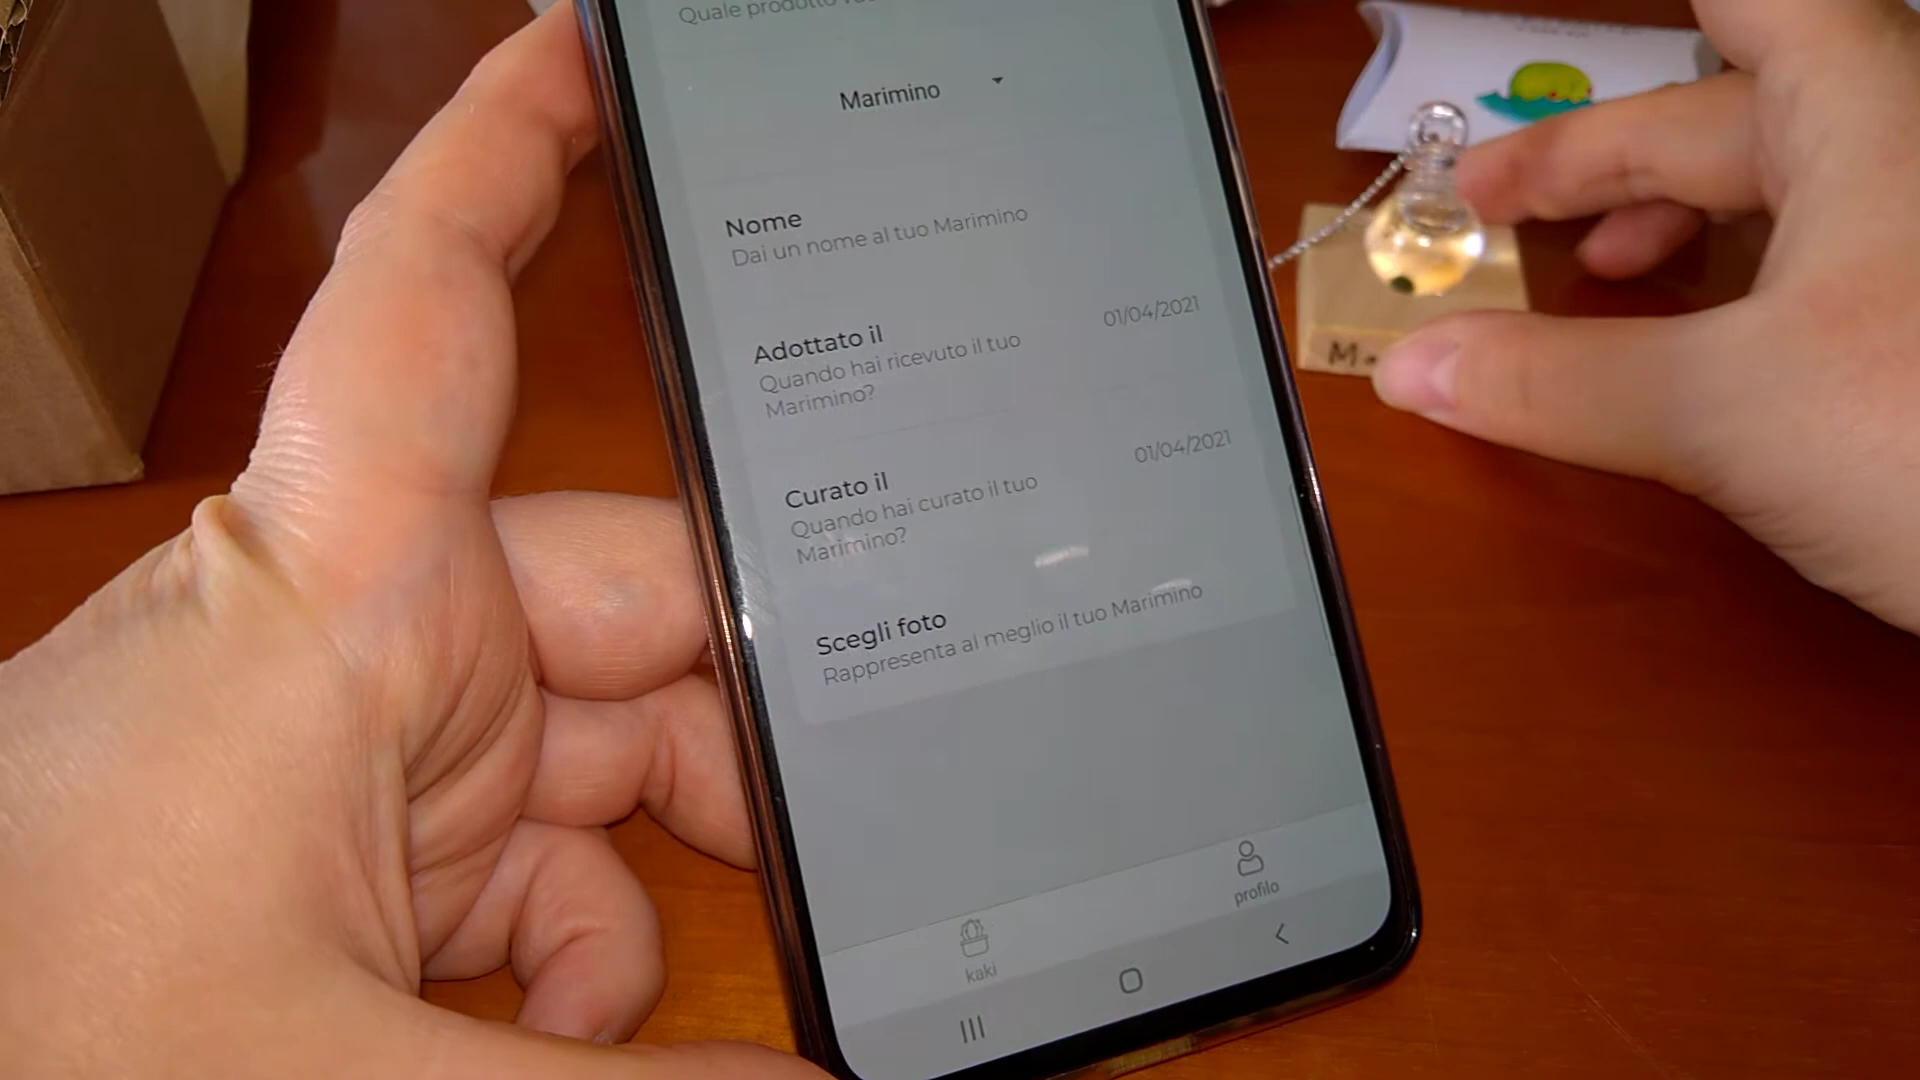 Quale prodotto
Marimino
Nome
Dai un nome al tuo Marimino
Adottato il
01/04/2021
Quando hai ricevuto il tuo
Marimino?
Curato il
01/04/2021
Quando hai curato il tuo
Marimino?
Scegli foto
Rappresenta al meglio il tuo Marimino
kaki
profilo